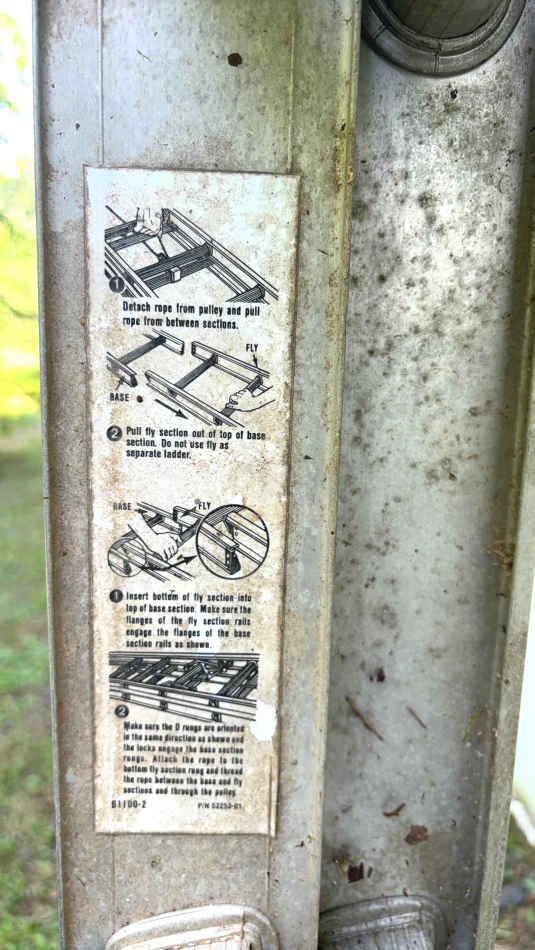 1
Detach rope from pulley and pull
rope from between sections.
FLY
BASE
2 Pull fly section out of top of base
section. Do not use fly as
separate ladder.
BASE FLY
1 Insert bottom of fly section into
top of base section. Make sure the
flanges of the fly section rails
engage the flanges of the base
section rails as shown.
2
Make sure the D rungs are oriented
in the same direction as shown and
the locks engage the base section
rungs. Attach the rope to the
bottom fly section rung and thread
the rope between the base and fly
sections and through the pulley.
B1100-2 P/N 52253-01